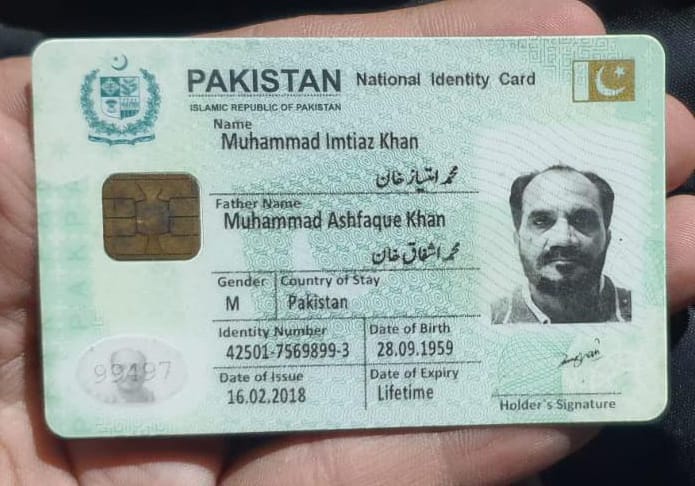 PAKISTAN National Identity Card
ISLAMIC REPUBLIC OF PAKISTAN
Name
Muhammad Imtiaz Khan
محمد امتیاز خان
Father Name
Muhammad Ashfaque Khan
محمد اشفاق خان
Gender Country of Stay
M Pakistan
Identity Number Date of Birth
42501-7569899-3 28.09.1959
Date of Issue Date of Expiry
16.02.2018 Lifetime
99497
Holder's Signature